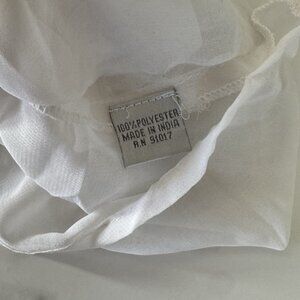 100% POLYESTER
MADE IN INDIA
R.N 91017